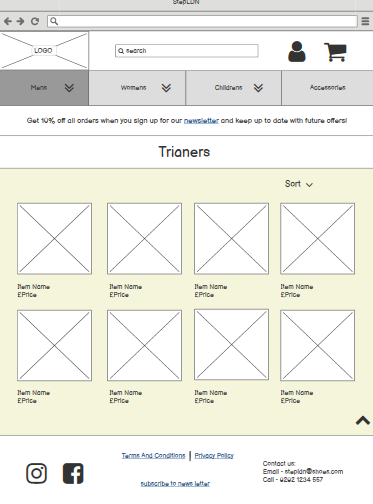 StepLDN
LOGO
search
Mens Womens Childrens Accessories
Get 10% off all orders when you sign up for our newsletter and keep up to date with future offers!
Trianers
Sort
Item Name Item Name Item Name Item Name
£Price £Price £Price £Price
Item Name Item Name Item Name Item Name
£Price £Price £Price £Price
Terms And Conditions | Privacy Policy
Contact us:
Email - stepldn@shoes.com
Call - 0202 1234 557
subscribe to news letter